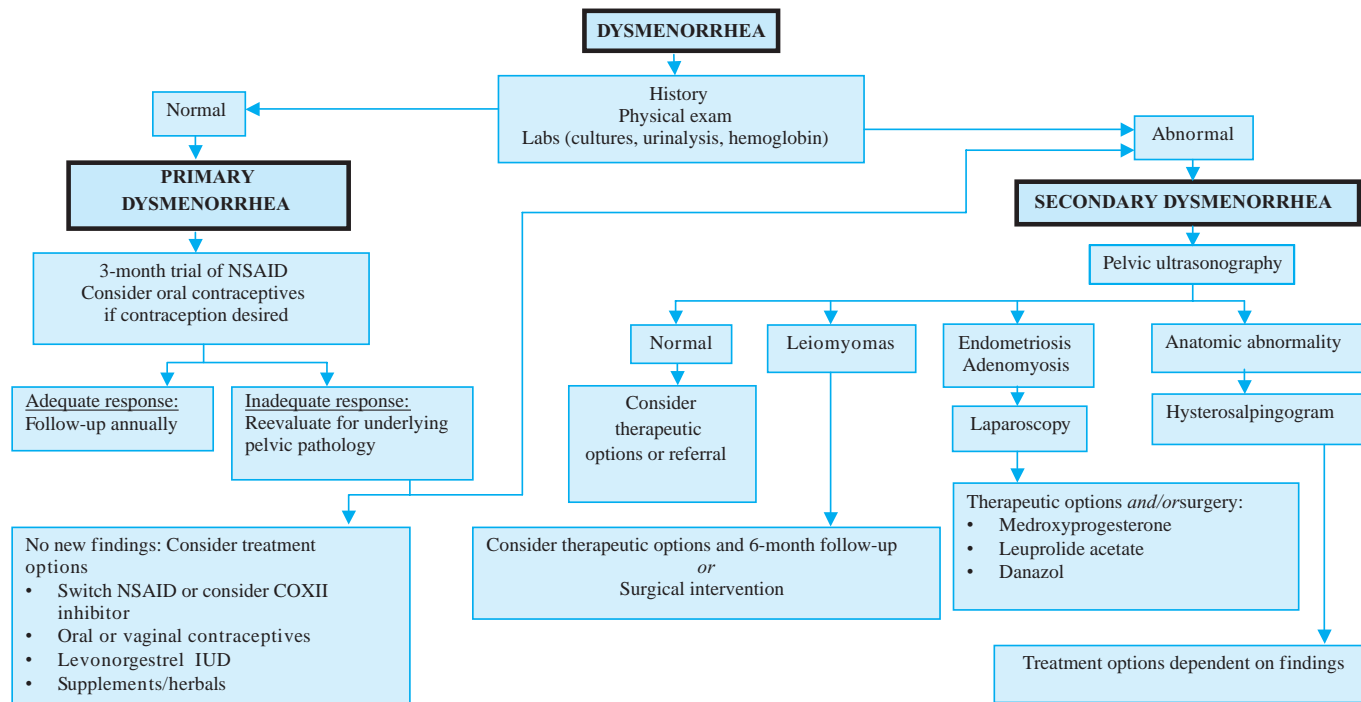 DYSMENORRHEA
History
Physical exam
Labs (cultures, urinalysis, hemoglobin)
Normal
Abnormal
PRIMARY
DYSMENORRHEA
SECONDARY DYSMENORRHEA
3-month trial of NSAID
Consider oral contraceptives
if contraception desired
Pelvic ultrasonography
Adequate response:
Follow-up annually
Inadequate response:
Reevaluate for underlying
pelvic pathology
No new findings: Consider treatment
options
• Switch NSAID or consider COXII
inhibitor
• Oral or vaginal contraceptives
• Levonorgestrel IUD
• Supplements/herbals
Normal
Consider
therapeutic
options or referral
Leiomyomas
Consider therapeutic options and 6-month follow-up
or
Surgical intervention
Endometriosis
Adenomyosis
Laparoscopy
Therapeutic options and/orsurgery:
• Medroxyprogesterone
• Leuprolide acetate
• Danazol
Anatomic abnormality
Hysterosalpingogram
Treatment options dependent on findings